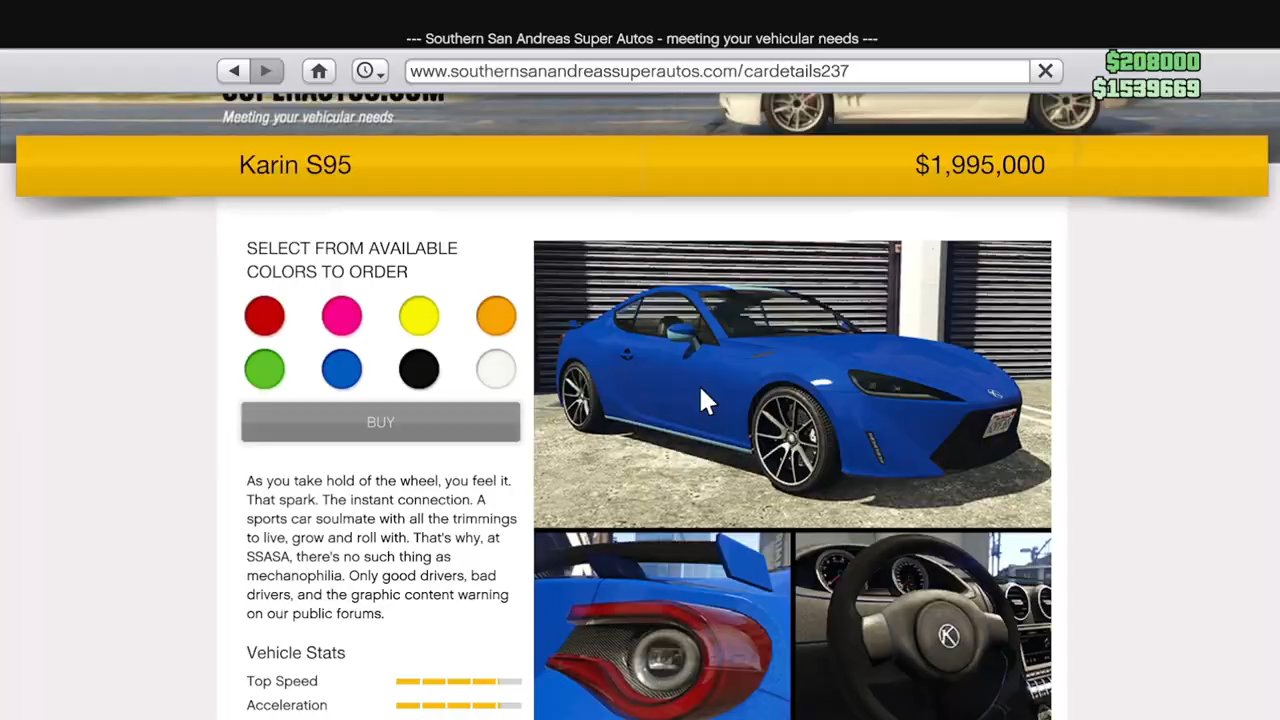 --- Southern San Andreas Super Autos - meeting your vehicular needs ---
www.southernsanandreassuperautos.com/cardetails237
$208000
$1539669
SUPERAUTOS.COM
Meeting your vehicular needs
Karin S95
$1,995,000
SELECT FROM AVAILABLE
COLORS TO ORDER
BUY
As you take hold of the wheel, you feel it.
That spark. The instant connection. A
sports car soulmate with all the trimmings
to live, grow and roll with. That's why, at
SSASA, there's no such thing as
mechanophilia. Only good drivers, bad
drivers, and the graphic content warning
on our public forums.
Vehicle Stats
Top Speed
Acceleration